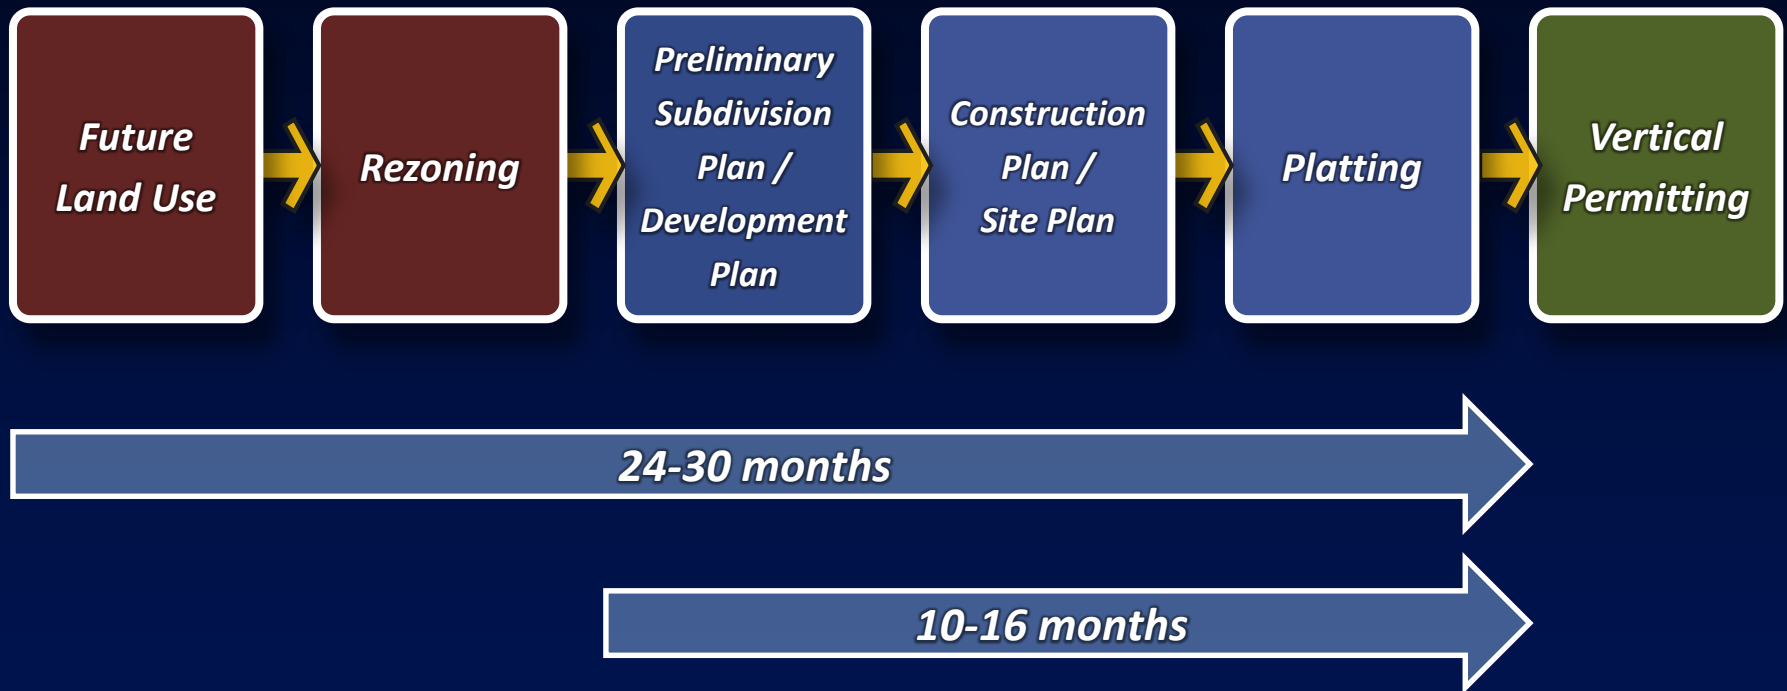 Future
Land Use
Rezoning
Preliminary
Subdivision
Plan /
Development
Plan
Construction
Plan /
Site Plan
Platting
Vertical
Permitting
24-30 months
10-16 months